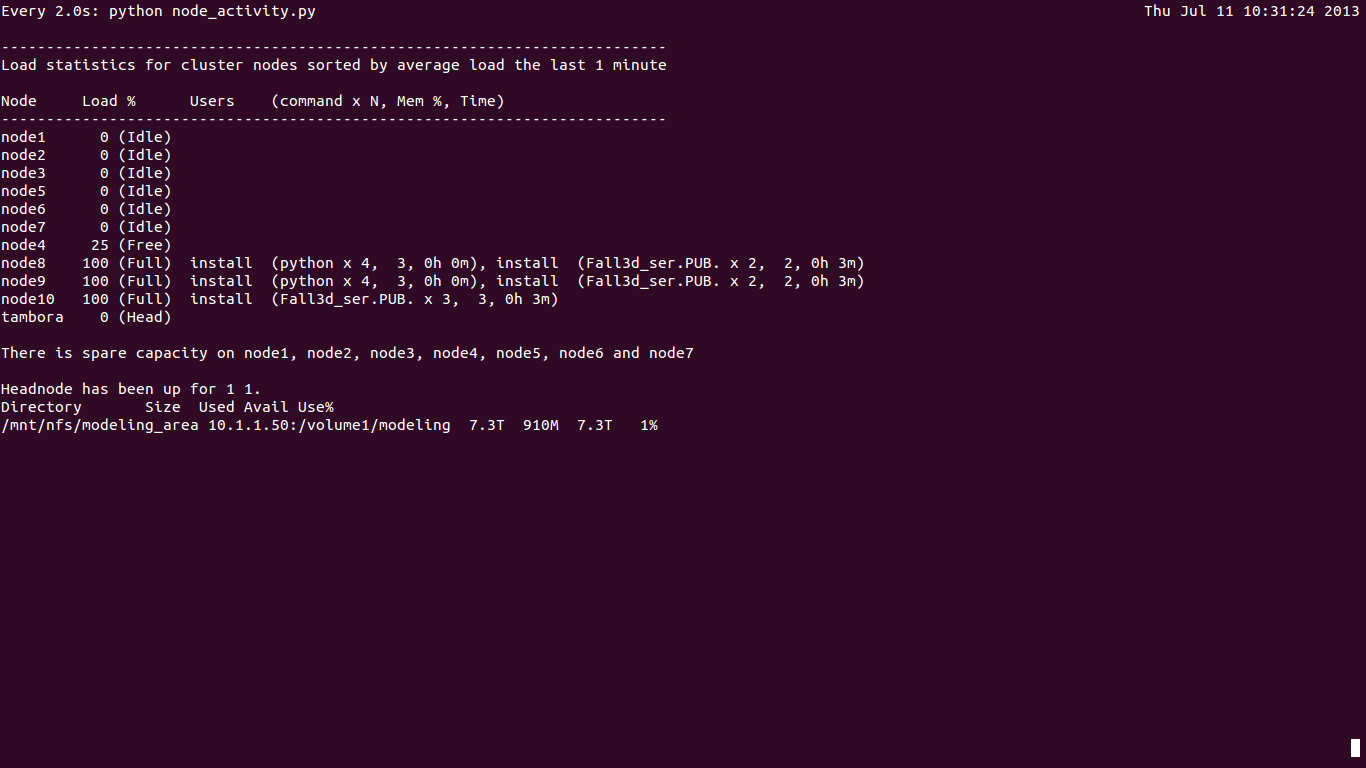 Every 2.0s: python node_activity.py                                                                                            Thu Jul 11 10:31:24 2013
--------------------------------------------------------------------------
Load statistics for cluster nodes sorted by average load the last 1 minute
Node     Load %      Users    (command x N, Mem %, Time)
--------------------------------------------------------------------------
node1      0 (Idle)
node2      0 (Idle)
node3      0 (Idle)
node5      0 (Idle)
node6      0 (Idle)
node7      0 (Idle)
node4     25 (Free)
node8    100 (Full)  install  (python x 4,  3, 0h 0m), install  (Fall3d_ser.PUB. x 2,  2, 0h 3m)
node9    100 (Full)  install  (python x 4,  3, 0h 0m), install  (Fall3d_ser.PUB. x 2,  2, 0h 3m)
node10   100 (Full)  install  (Fall3d_ser.PUB. x 3,  3, 0h 3m)
tambora    0 (Head)
There is spare capacity on node1, node2, node3, node4, node5, node6 and node7
Headnode has been up for 1 1.
Directory       Size  Used Avail Use%
/mnt/nfs/modeling_area 10.1.1.50:/volume1/modeling  7.3T  910M  7.3T   1%